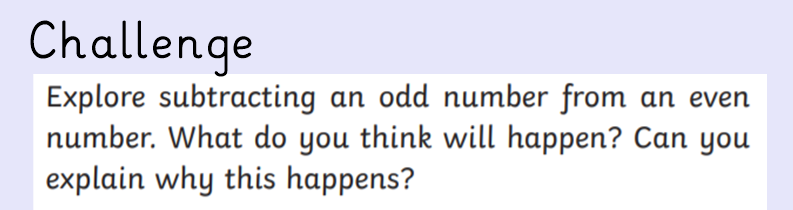 Challenge
Explore subtracting an odd number from an even
number. What do you think will happen? Can you
explain why this happens?